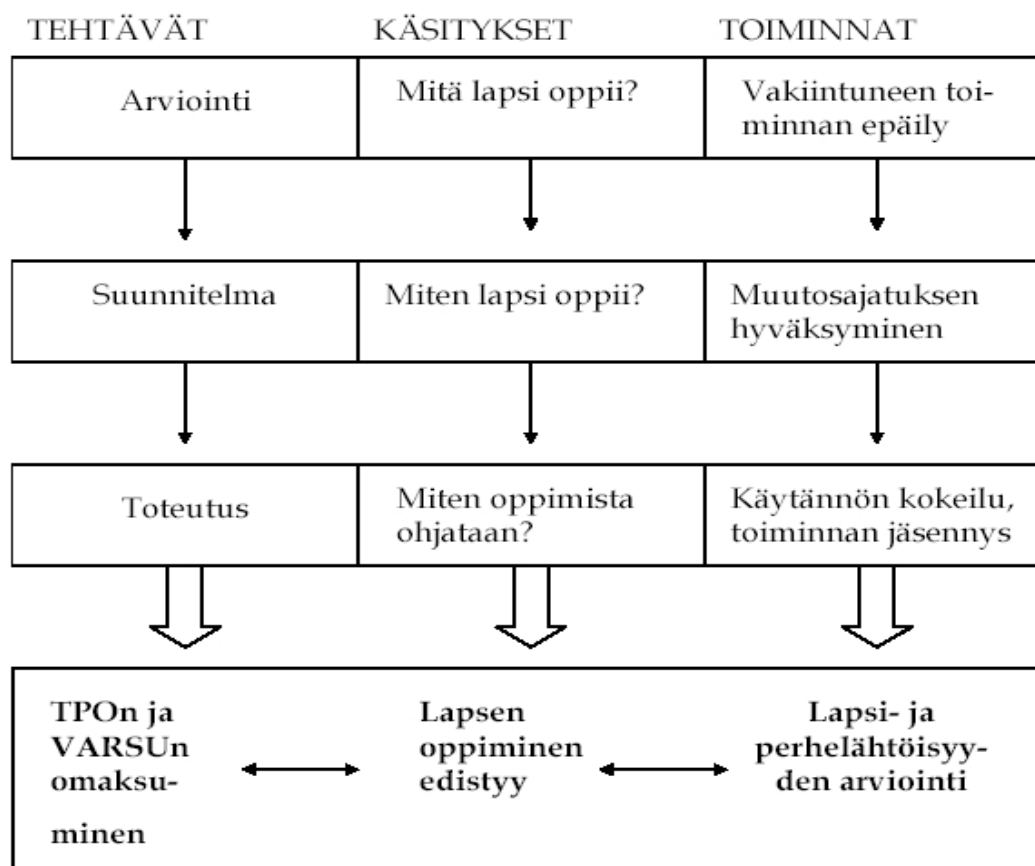 TEHTÄVÄT
KÄSITYKSET
TOIMINNAT
Arviointi
Mitä lapsi oppii?
Vakiintuneen toi-
minnan epäily
Suunnitelma
Miten lapsi oppii?
Muutosajatuksen
hyväksyminen
Toteutus
Miten oppimista
ohjataan?
Käytännön kokeilu,
toiminnan jäsennys
TPOn ja
VARSUn
omaksu-
minen
Lapsen
oppiminen
edistyy
Lapsi- ja
perhelähtöisyy-
den arviointi